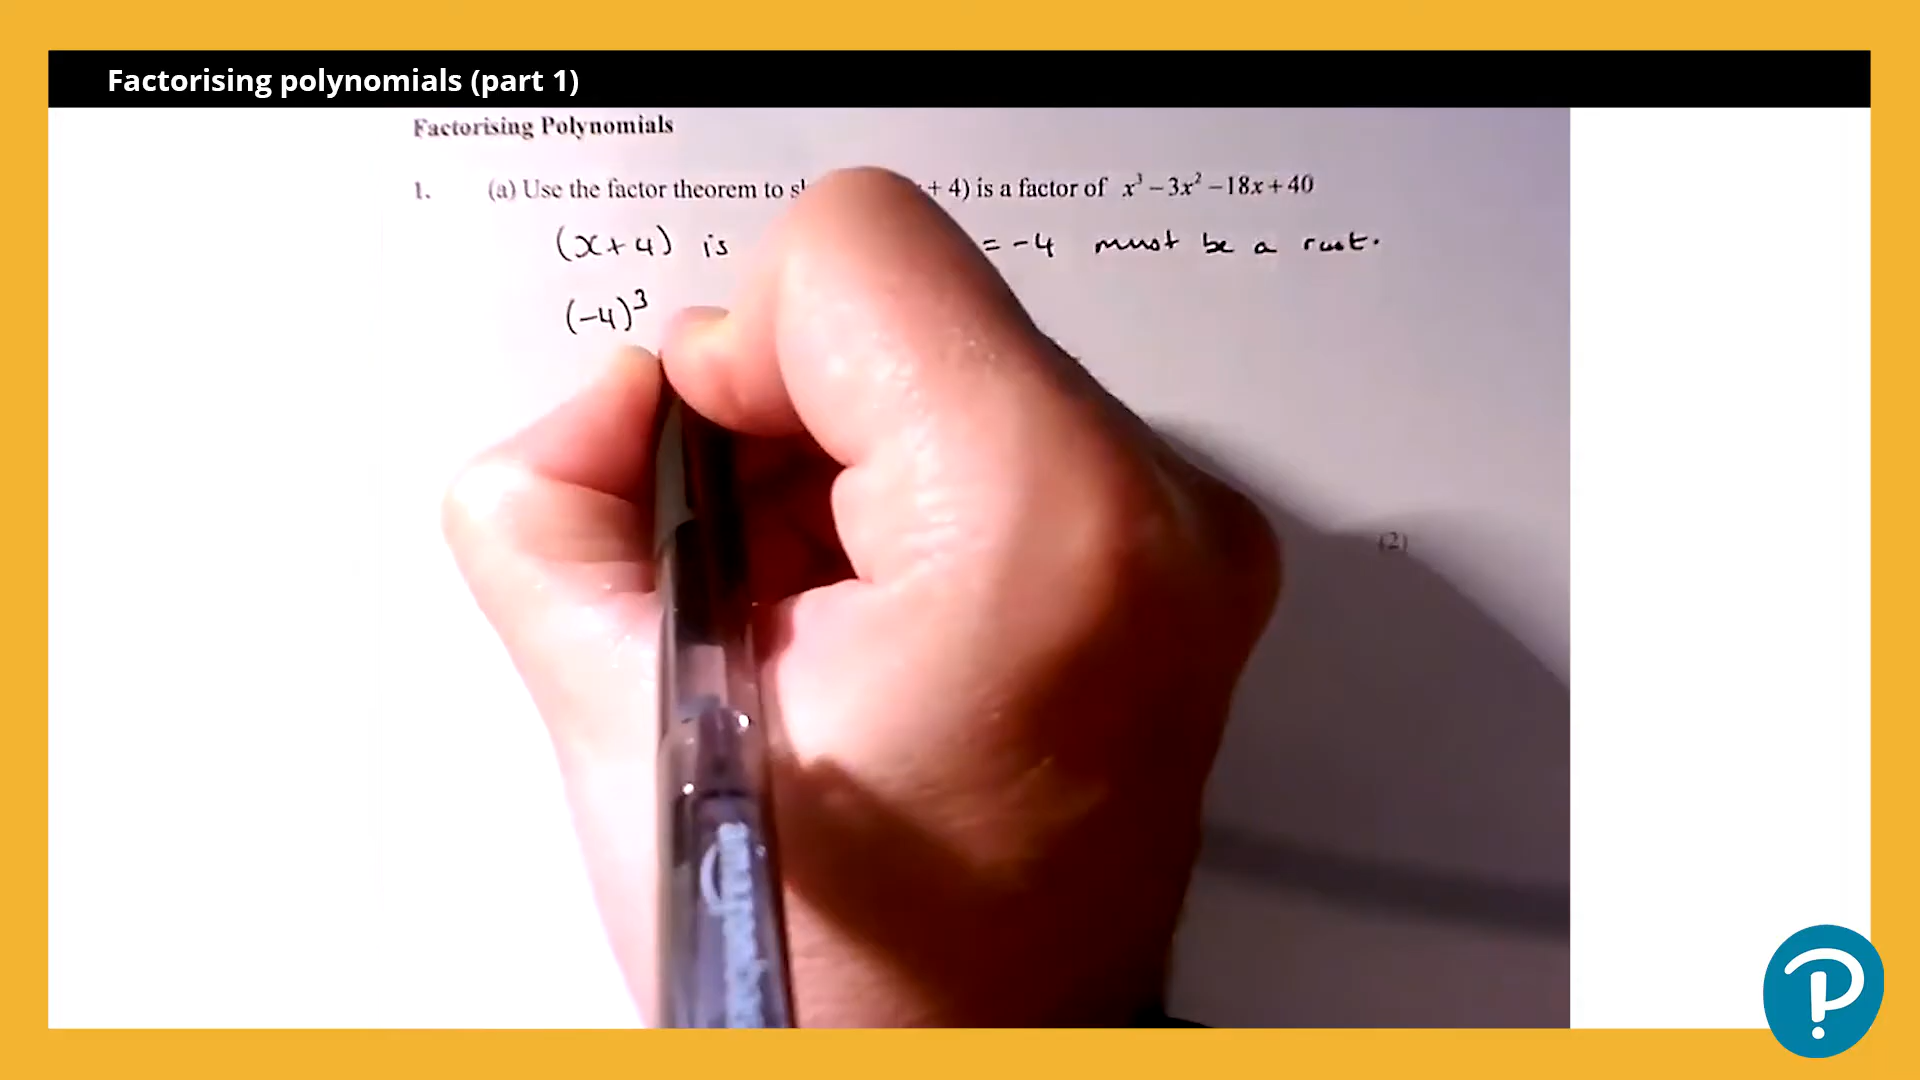 Factorising polynomials (part 1)
Factorising Polynomials
1. (a) Use the factor theorem to + 4) is a factor of x³ – 3x² – 18x + 40
(x+4) is = -4 must be a root.
(-4)³
(2)